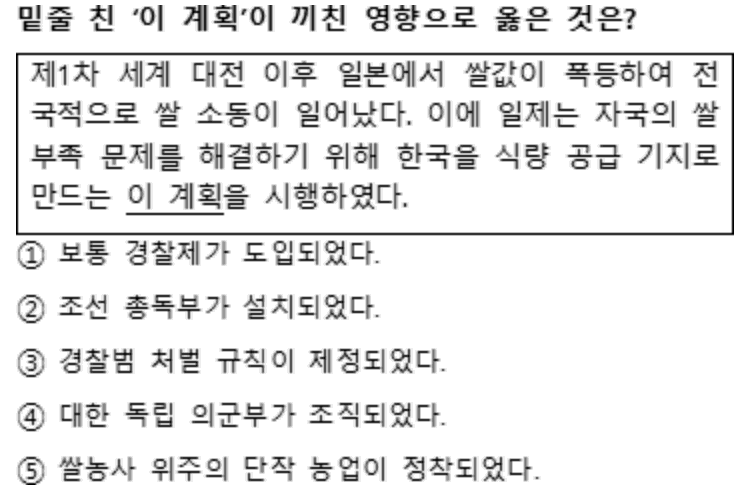 밑줄 친 '이 계획'이 끼친 영향으로 옳은 것은?
제1차 세계 대전 이후 일본에서 쌀값이 폭등하여 전
국적으로 쌀 소동이 일어났다. 이에 일제는 자국의 쌀
부족 문제를 해결하기 위해 한국을 식량 공급 기지로
만드는 이 계획을 시행하였다.
① 보통 경찰제가 도입되었다.
② 조선 총독부가 설치되었다.
③ 경찰범 처벌 규칙이 제정되었다.
④ 대한 독립 의군부가 조직되었다.
⑤ 쌀농사 위주의 단작 농업이 정착되었다.